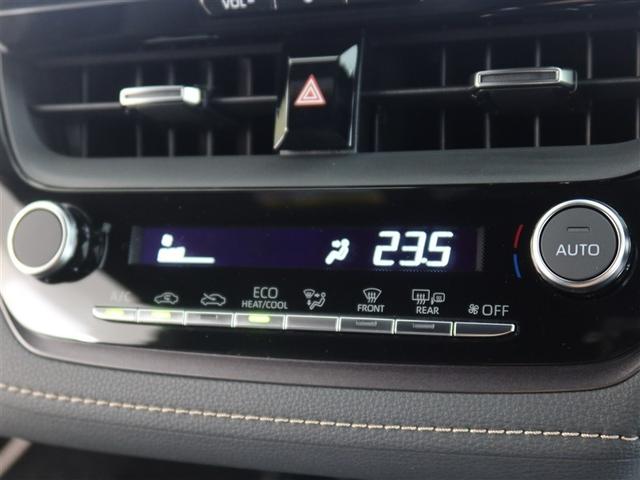 VOL
23.5
AUTO
A/C
ECO
HEAT/COOL
FRONT
REAR
OFF